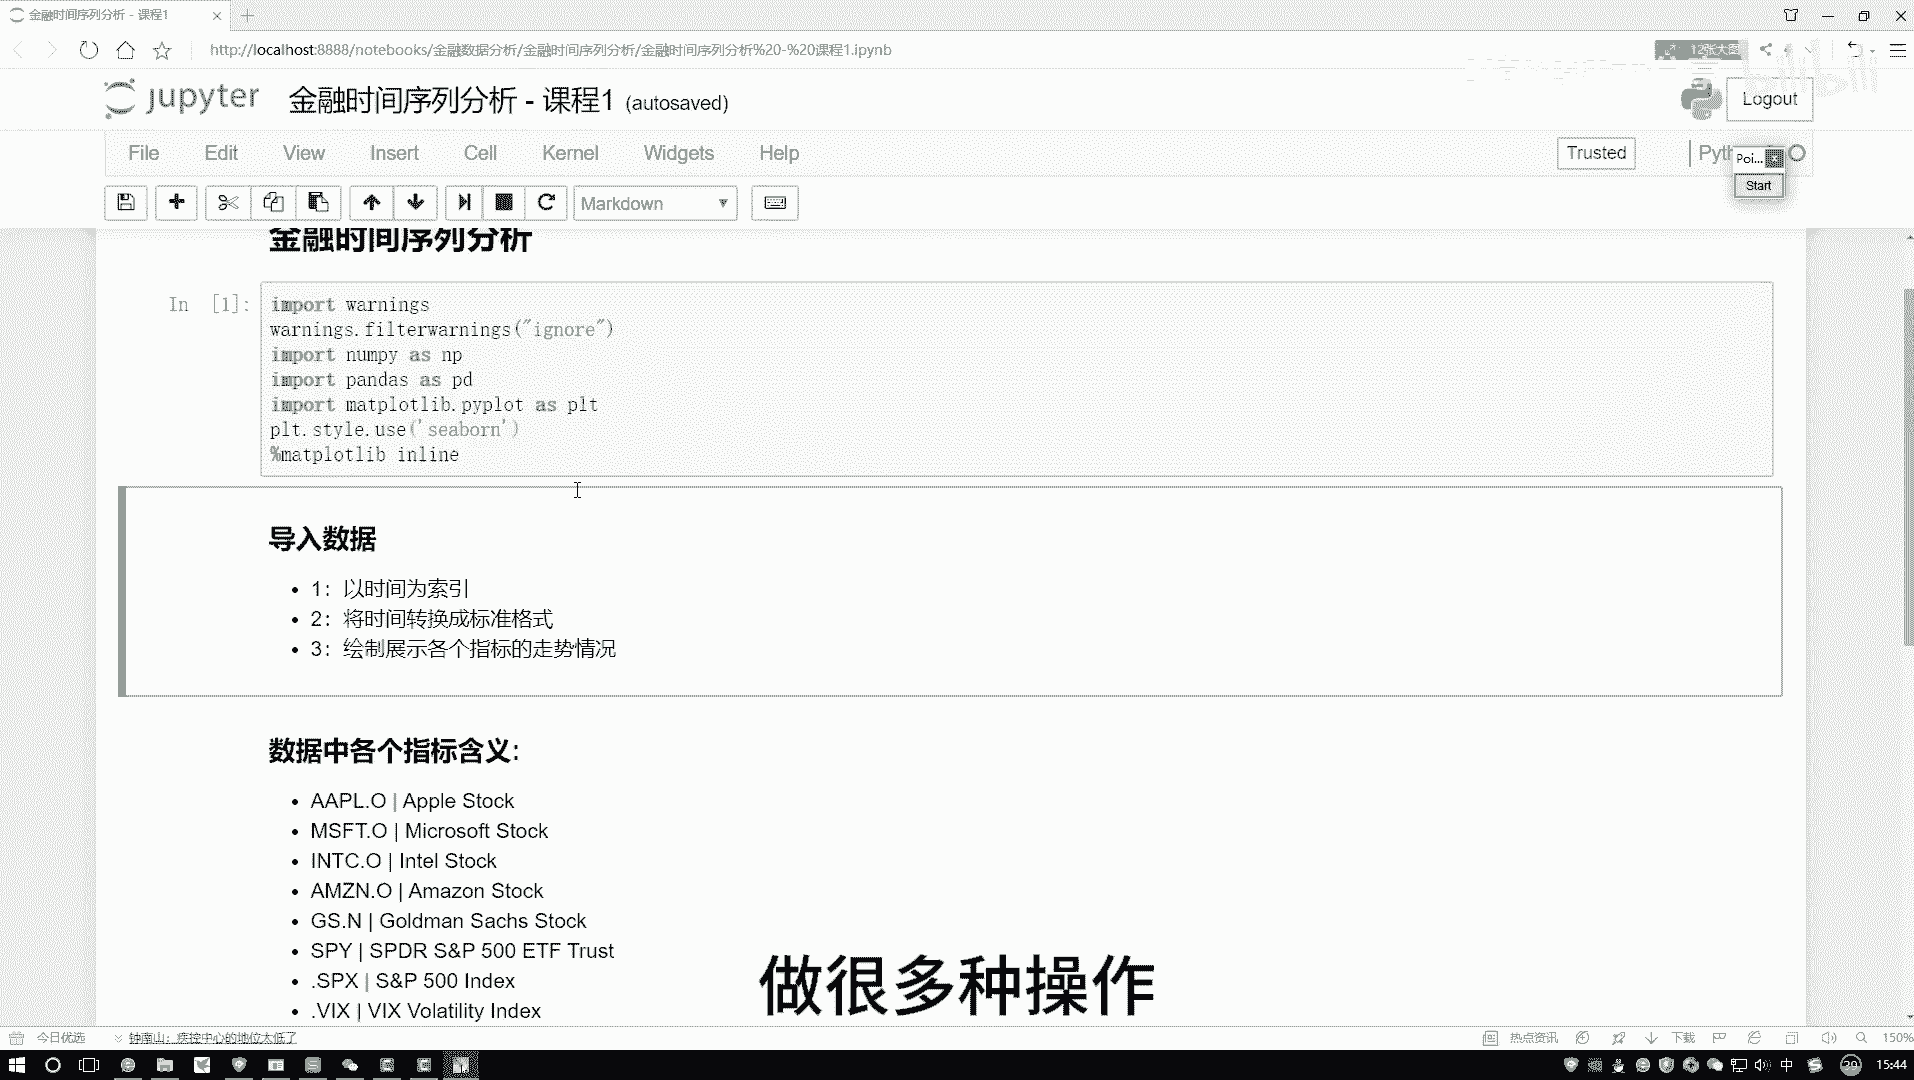 金融时间序列分析 - 课程1
http://localhost:8888/notebooks/金融数据分析/金融时间序列分析/金融时间序列分析%20-%20课程1.ipynb
12张大图
jupyter 金融时间序列分析 - 课程1 (autosaved)
bilibili
Logout
File Edit View Insert Cell Kernel Widgets Help
Trusted
Poi...
Start
Markdown
金融时间序列分析
In [1]:
import warnings
warnings.filterwarnings("ignore")
import numpy as np
import pandas as pd
import matplotlib.pyplot as plt
plt.style.use('seaborn')
%matplotlib inline
导入数据
1：以时间为索引
2：将时间转换成标准格式
3：绘制展示各个指标的走势情况
数据中各个指标含义:
AAPL.O | Apple Stock
MSFT.O | Microsoft Stock
INTC.O | Intel Stock
AMZN.O | Amazon Stock
GS.N | Goldman Sachs Stock
SPY | SPDR S&P 500 ETF Trust
.SPX | S&P 500 Index
.VIX | VIX Volatility Index
做很多种操作
今日优选
钟南山：疾控中心的地位太低了
热点资讯
下载
150%
中
29
15:44